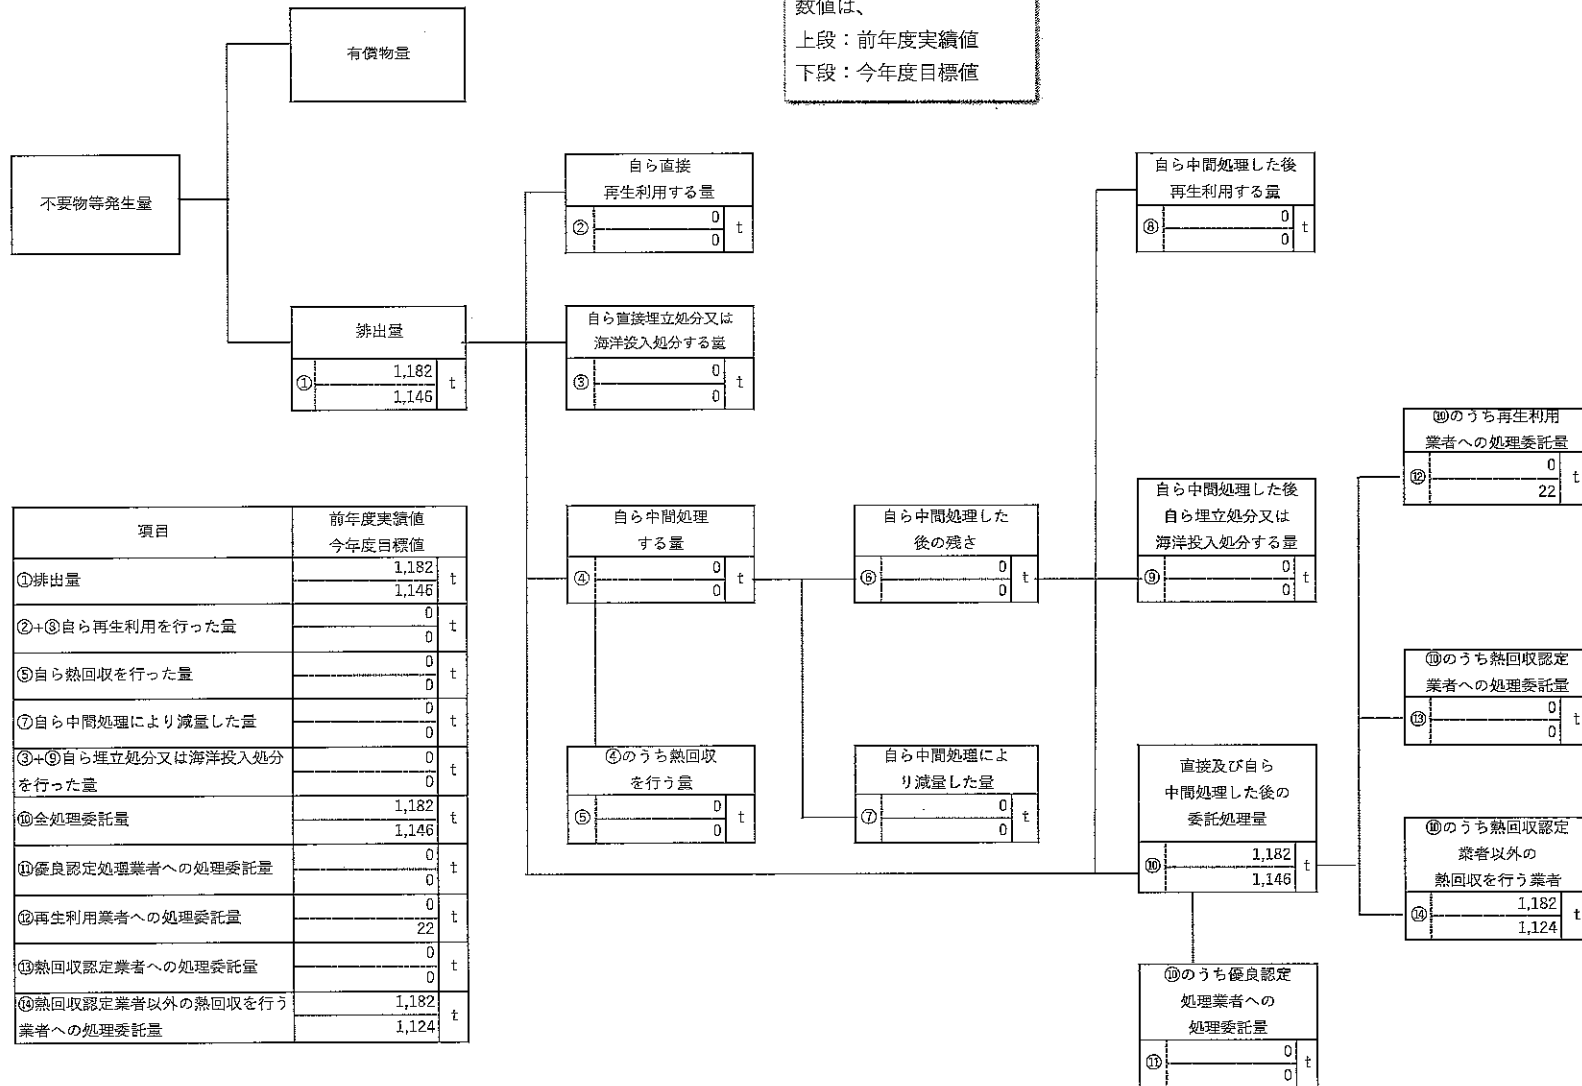 数値は、
上段：前年度実績値
下段：今年度目標値
有償物量
不要物等発生量
排出量
① 1,182 t
1,146
自ら直接
再生利用する量
② 0 t
0
自ら直接埋立処分又は
海洋投入処分する量
③ 0 t
0
自ら中間処理
する量
④ 0 t
0
④のうち熱回収
を行う量
⑤ 0 t
0
自ら中間処理した
後の残さ
⑥ 0 t
0
自ら中間処理によ
り減量した量
⑦ 0 t
0
自ら中間処理した後
再生利用する量
⑧ 0 t
0
自ら中間処理した後
自ら埋立処分又は
海洋投入処分する量
⑨ 0 t
0
直接及び自ら
中間処理した後の
委託処理量
⑩ 1,182 t
1,146
⑩のうち優良認定
処理業者への
処理委託量
⑪ 0 t
0
⑩のうち再生利用
業者への処理委託量
⑫ 0 t
22
⑩のうち熱回収認定
業者への処理委託量
⑬ 0 t
0
⑩のうち熱回収認定
業者以外の
熱回収を行う業者
⑭ 1,182 t
1,124
項目 前年度実績値
今年度目標値
①排出量 1,182 t
1,146
②+⑧自ら再生利用を行った量 0 t
0
⑤自ら熱回収を行った量 0 t
0
⑦自ら中間処理により減量した量 0 t
0
③+⑨自ら埋立処分又は海洋投入処分 0 t
を行った量 0
⑩全処理委託量 1,182 t
1,146
⑪優良認定処理業者への処理委託量 0 t
0
⑫再生利用業者への処理委託量 0 t
22
⑬熱回収認定業者への処理委託量 0 t
0
⑭熱回収認定業者以外の熱回収を行う 1,182 t
業者への処理委託量 1,124